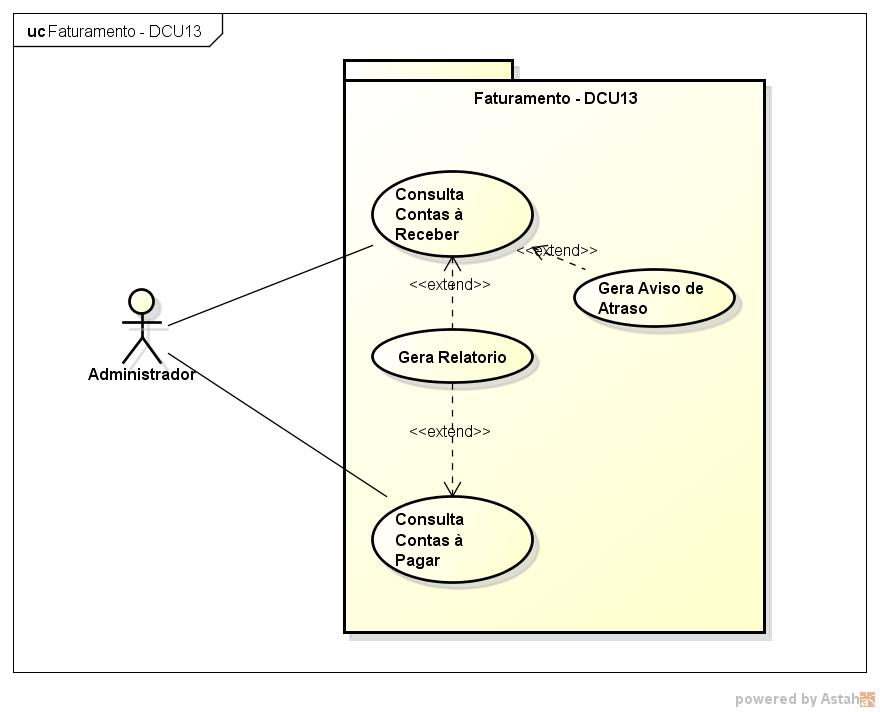 uc Faturamento - DCU13
Faturamento - DCU13
Consulta
Contas à
Receber
<<extend>>
Gera Aviso de
Atraso
<<extend>>
Gera Relatorio
Administrador
<<extend>>
Consulta
Contas à
Pagar
powered by Astah